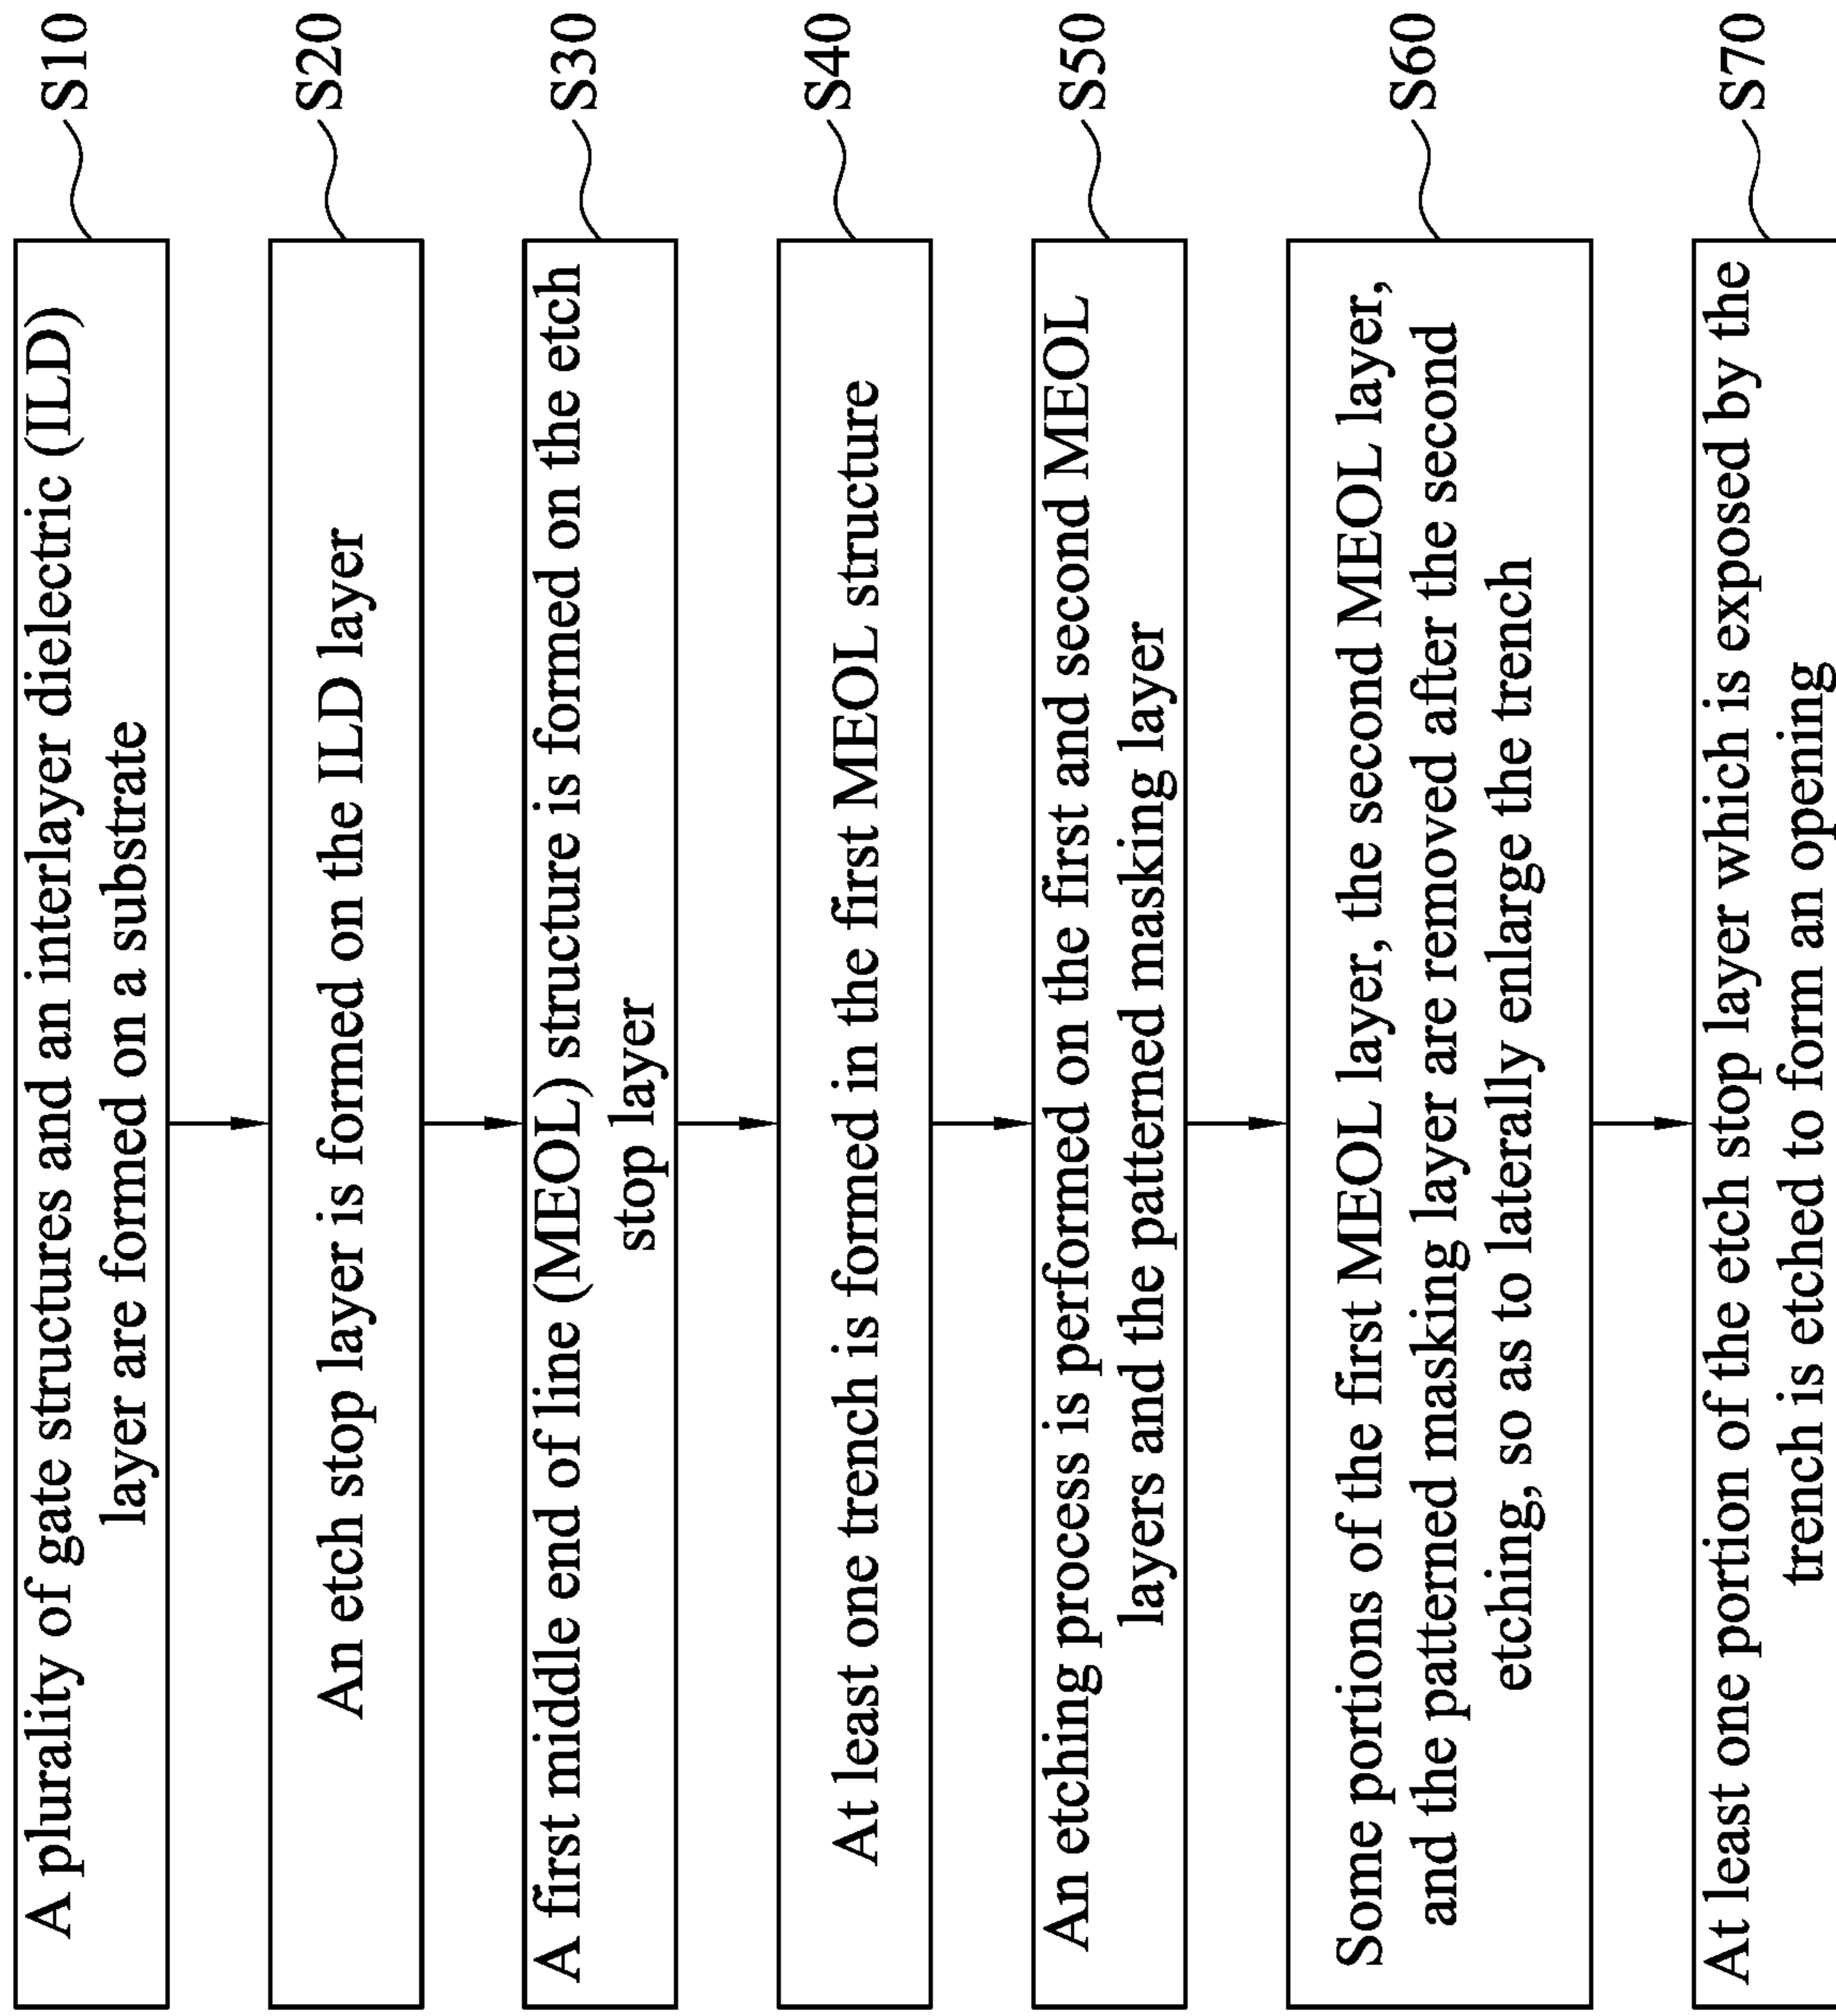 A plurality of gate structures and an interlayer dielectric (ILD)
layer are formed on a substrate
S10
An etch stop layer is formed on the ILD layer
S20
A first middle end of line (MEOL) structure is formed on the etch
stop layer
S30
At least one trench is formed in the first MEOL structure
S40
An etching process is performed on the first and second MEOL
layers and the patterned masking layer
S50
Some portions of the first MEOL layer, the second MEOL layer,
and the patterned masking layer are removed after the second
etching, so as to laterally enlarge the trench
S60
At least one portion of the etch stop layer which is exposed by the
trench is etched to form an opening
S70